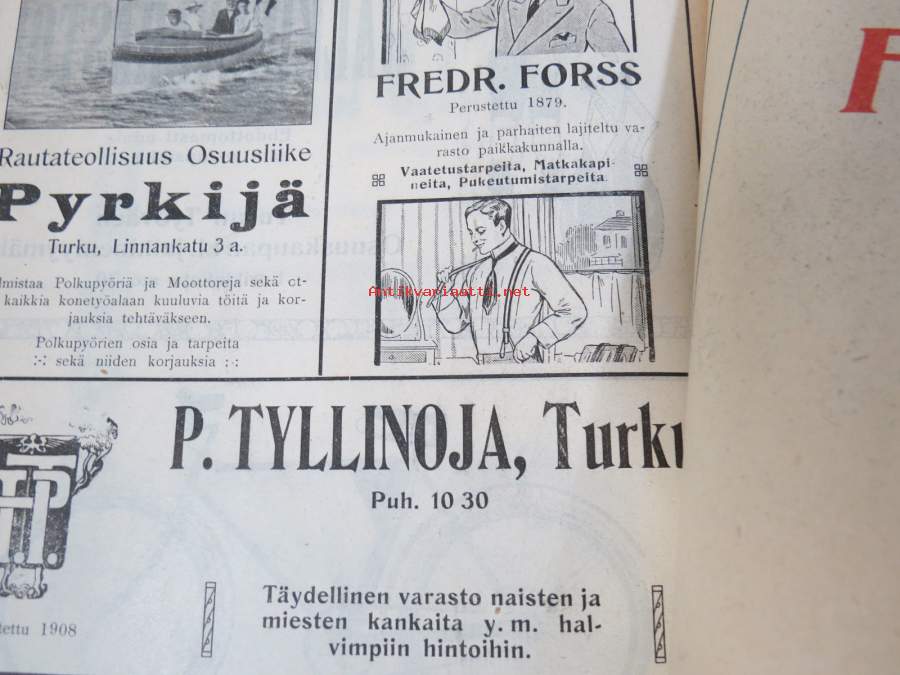 Rautateollisuus Osuusliike
Pyrkijä
Turku, Linnankatu 3 a.
lmistaa Polkupyöriä ja Moottoreja sekä ot-
kaikkia konetyöalaan kuuluvia töitä ja kor-
jauksia tehtäväkseen.
Polkupyörien osia ja tarpeita
:-: sekä niiden korjauksia :-:
FREDR. FORSS
Perustettu 1879.
Ajanmukainen ja parhaiten lajiteltu va-
rasto paikkakunnalla.
Vaatetustarpeita, Matkakapi-
neita, Pukeutumistarpeita.
Antikvariaatti.net
P. TYLLINOJA, Turku
Puh. 10 30
tettu 1908
Täydellinen varasto naisten ja
miesten kankaita y. m. hal-
vimpiin hintoihin.
F